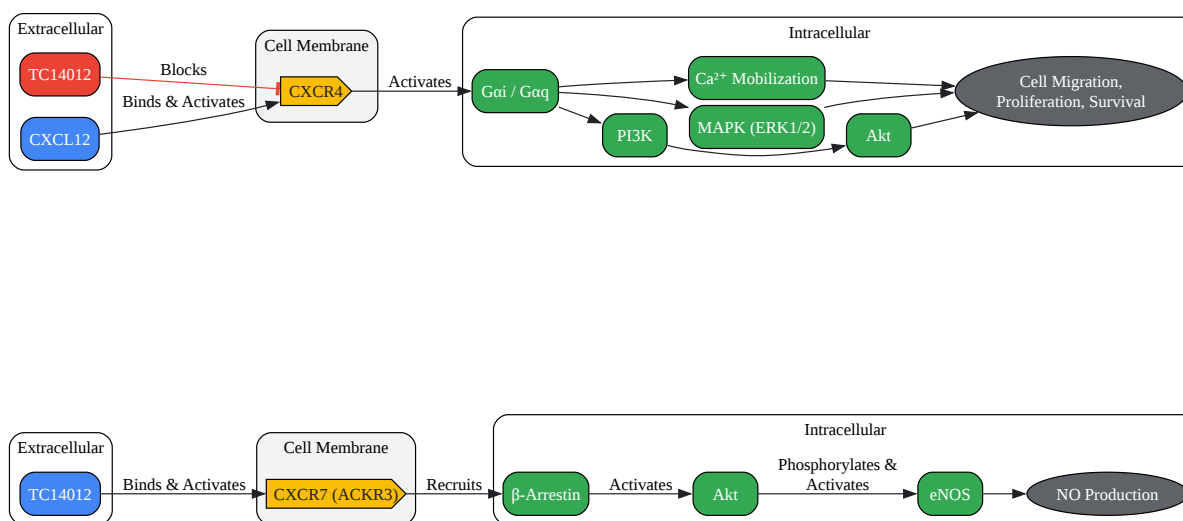 Extracellular
TC14012
CXCL12
Blocks
Binds & Activates
Cell Membrane
CXCR4
Activates
Intracellular
Gαi / Gαq
Ca²⁺ Mobilization
MAPK (ERK1/2)
PI3K
Akt
Cell Migration,
Proliferation, Survival
Extracellular
TC14012
Binds & Activates
Cell Membrane
CXCR7 (ACKR3)
Recruits
Intracellular
β-Arrestin
Activates
Akt
Phosphorylates &
Activates
eNOS
NO Production